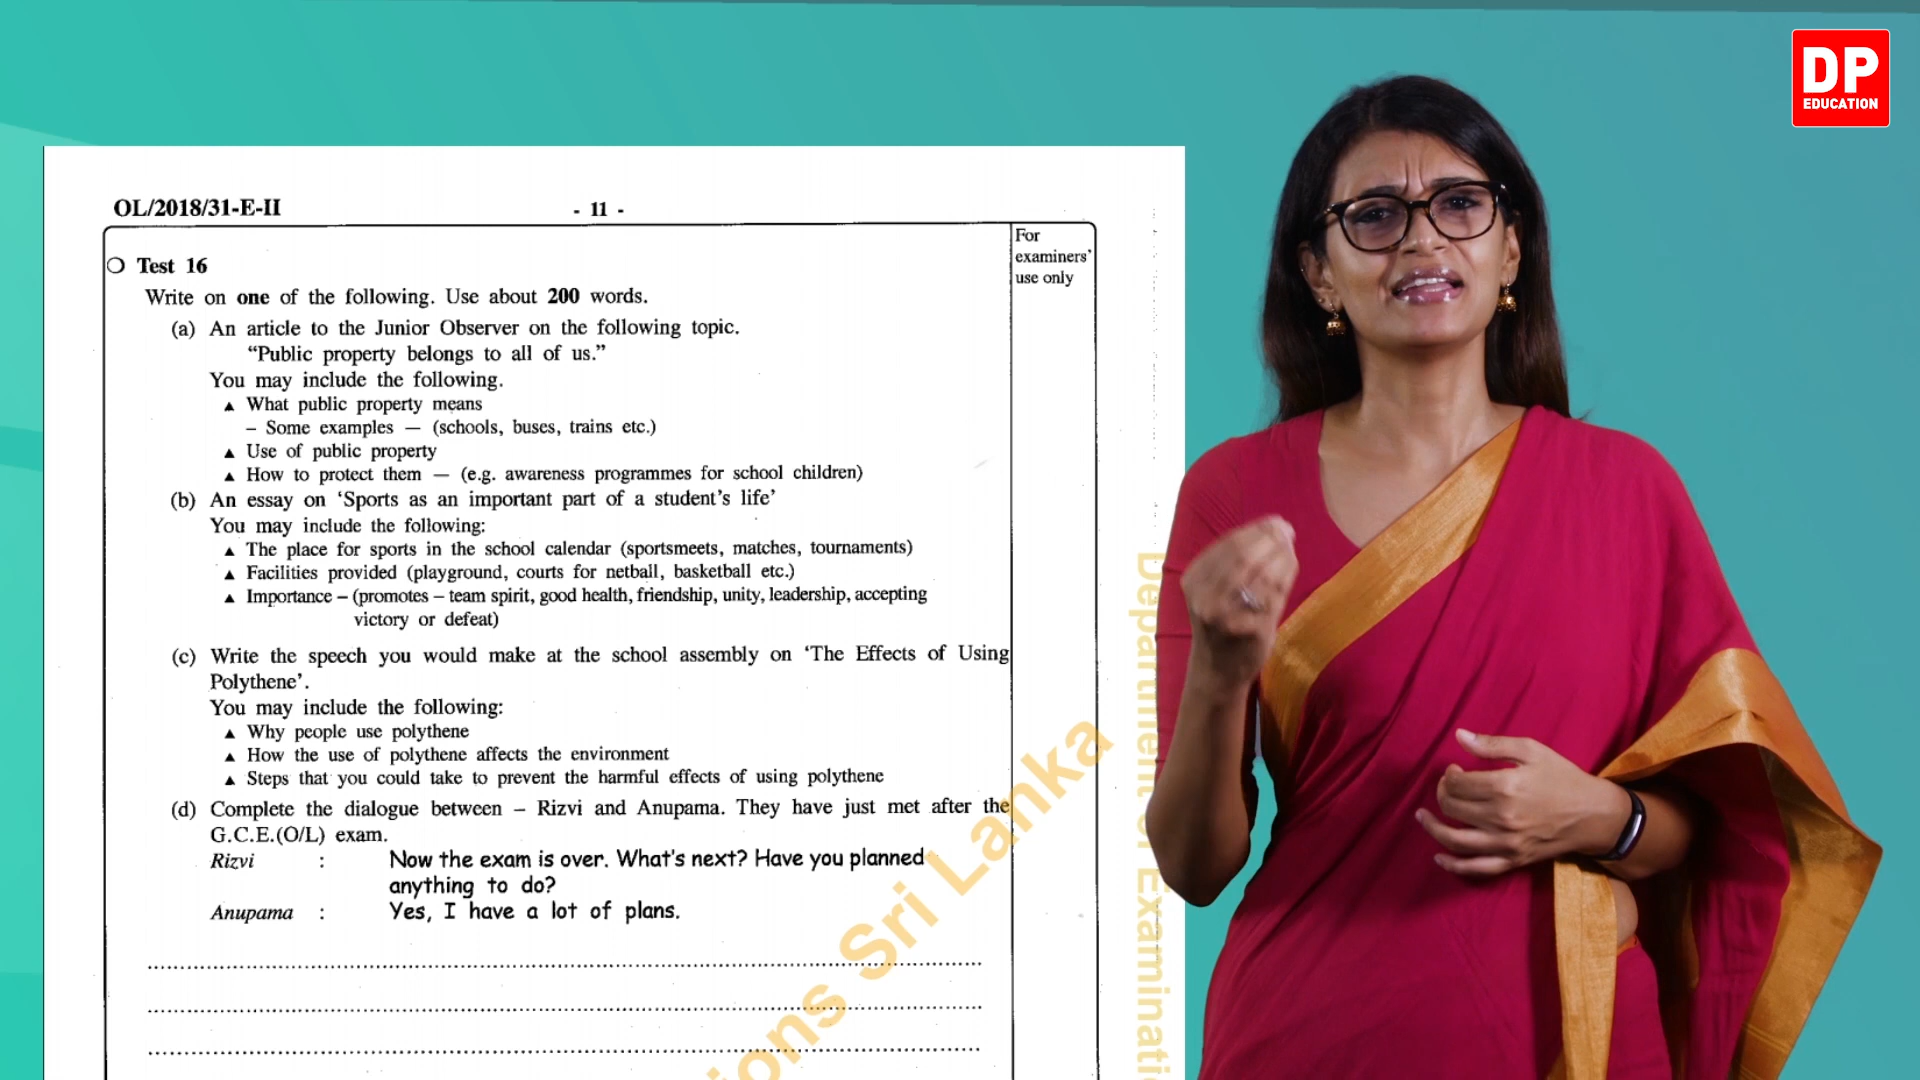 DP
EDUCATION
OL/2018/31-E-II
- 11 -
For
examiners'
use only
Test 16
Write on one of the following. Use about 200 words.
(a) An article to the Junior Observer on the following topic.
“Public property belongs to all of us.”
You may include the following.
▲ What public property means
– Some examples — (schools, buses, trains etc.)
▲ Use of public property
▲ How to protect them — (e.g. awareness programmes for school children)
(b) An essay on ‘Sports as an important part of a student’s life’
You may include the following:
▲ The place for sports in the school calendar (sportsmeets, matches, tournaments)
▲ Facilities provided (playground, courts for netball, basketball etc.)
▲ Importance – (promotes – team spirit, good health, friendship, unity, leadership, accepting
victory or defeat)
(c) Write the speech you would make at the school assembly on ‘The Effects of Using
Polythene’.
You may include the following:
▲ Why people use polythene
▲ How the use of polythene affects the environment
▲ Steps that you could take to prevent the harmful effects of using polythene
(d) Complete the dialogue between – Rizvi and Anupama. They have just met after the
G.C.E.(O/L) exam.
Rizvi : Now the exam is over. What's next? Have you planned
anything to do?
Anupama : Yes, I have a lot of plans.
Sri Lanka